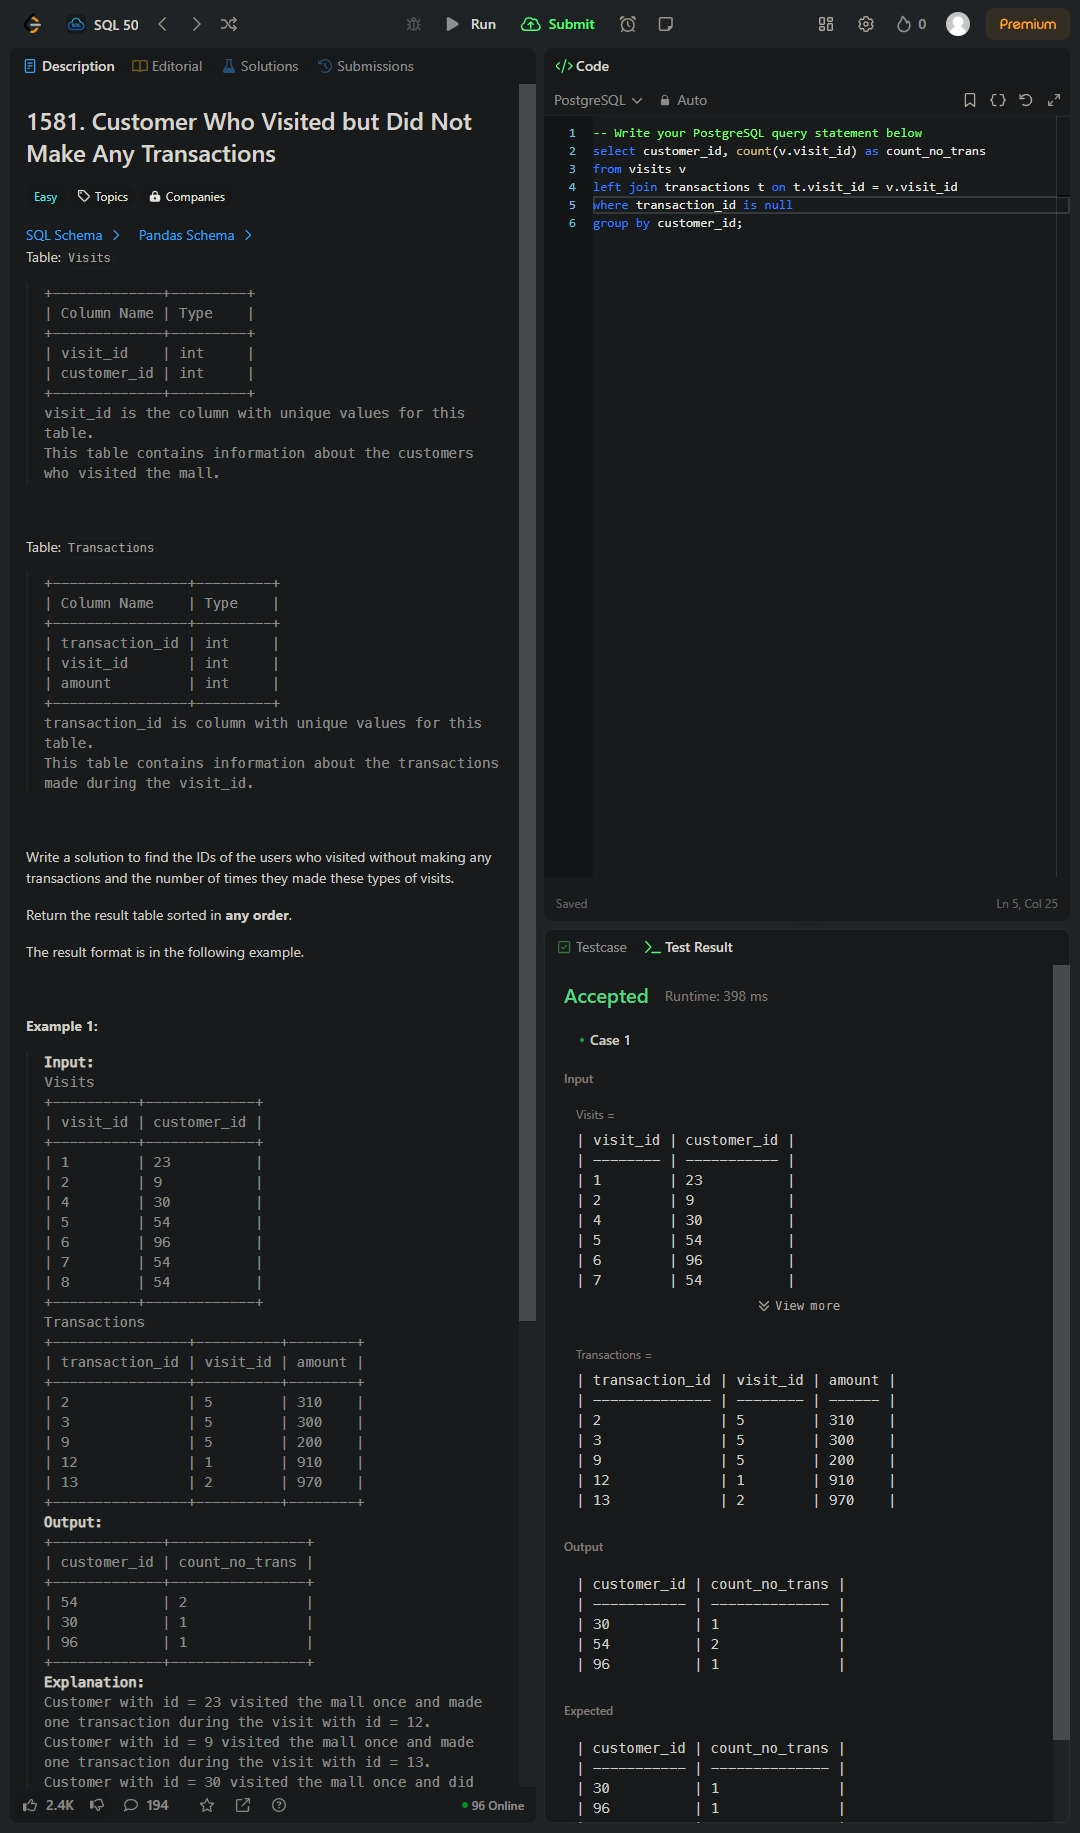 SQL 50
Run
Submit
0
Premium
Description
Editorial
Solutions
Submissions
1581. Customer Who Visited but Did Not
Make Any Transactions
Easy
Topics
Companies
SQL Schema >
Pandas Schema >
Table: Visits
+-------------+---------+
| Column Name | Type    |
+-------------+---------+
| visit_id    | int     |
| customer_id | int     |
+-------------+---------+
visit_id is the column with unique values for this
table.
This table contains information about the customers
who visited the mall.
Table: Transactions
+----------------+---------+
| Column Name    | Type    |
+----------------+---------+
| transaction_id | int     |
| visit_id       | int     |
| amount         | int     |
+----------------+---------+
transaction_id is column with unique values for this
table.
This table contains information about the transactions
made during the visit_id.
Write a solution to find the IDs of the users who visited without making any
transactions and the number of times they made these types of visits.
Return the result table sorted in any order.
The result format is in the following example.
Example 1:
Input:
Visits
+----------+-------------+
| visit_id | customer_id |
+----------+-------------+
| 1        | 23          |
| 2        | 9           |
| 4        | 30          |
| 5        | 54          |
| 6        | 96          |
| 7        | 54          |
| 8        | 54          |
+----------+-------------+
Transactions
+----------------+----------+--------+
| transaction_id | visit_id | amount |
+----------------+----------+--------+
| 2              | 5        | 310    |
| 3              | 5        | 300    |
| 9              | 5        | 200    |
| 12             | 1        | 910    |
| 13             | 2        | 970    |
+----------------+----------+--------+
Output:
+-------------+----------------+
| customer_id | count_no_trans |
+-------------+----------------+
| 54          | 2              |
| 30          | 1              |
| 96          | 1              |
+-------------+----------------+
Explanation:
Customer with id = 23 visited the mall once and made
one transaction during the visit with id = 12.
Customer with id = 9 visited the mall once and made
one transaction during the visit with id = 13.
Customer with id = 30 visited the mall once and did
2.4K
194
96 Online
</> Code
PostgreSQL
Auto
1 -- Write your PostgreSQL query statement below
2 select customer_id, count(v.visit_id) as count_no_trans
3 from visits v
4 left join transactions t on t.visit_id = v.visit_id
5 where transaction_id is null
6 group by customer_id;
Saved
Ln 5, Col 25
Testcase
>_ Test Result
Accepted
Runtime: 398 ms
• Case 1
Input
Visits =
| visit_id | customer_id |
| -------- | ----------- |
| 1        | 23          |
| 2        | 9           |
| 4        | 30          |
| 5        | 54          |
| 6        | 96          |
| 7        | 54          |
View more
Transactions =
| transaction_id | visit_id | amount |
| -------------- | -------- | ------ |
| 2              | 5        | 310    |
| 3              | 5        | 300    |
| 9              | 5        | 200    |
| 12             | 1        | 910    |
| 13             | 2        | 970    |
Output
| customer_id | count_no_trans |
| ----------- | -------------- |
| 30          | 1              |
| 54          | 2              |
| 96          | 1              |
Expected
| customer_id | count_no_trans |
| ----------- | -------------- |
| 30          | 1              |
| 96          | 1              |